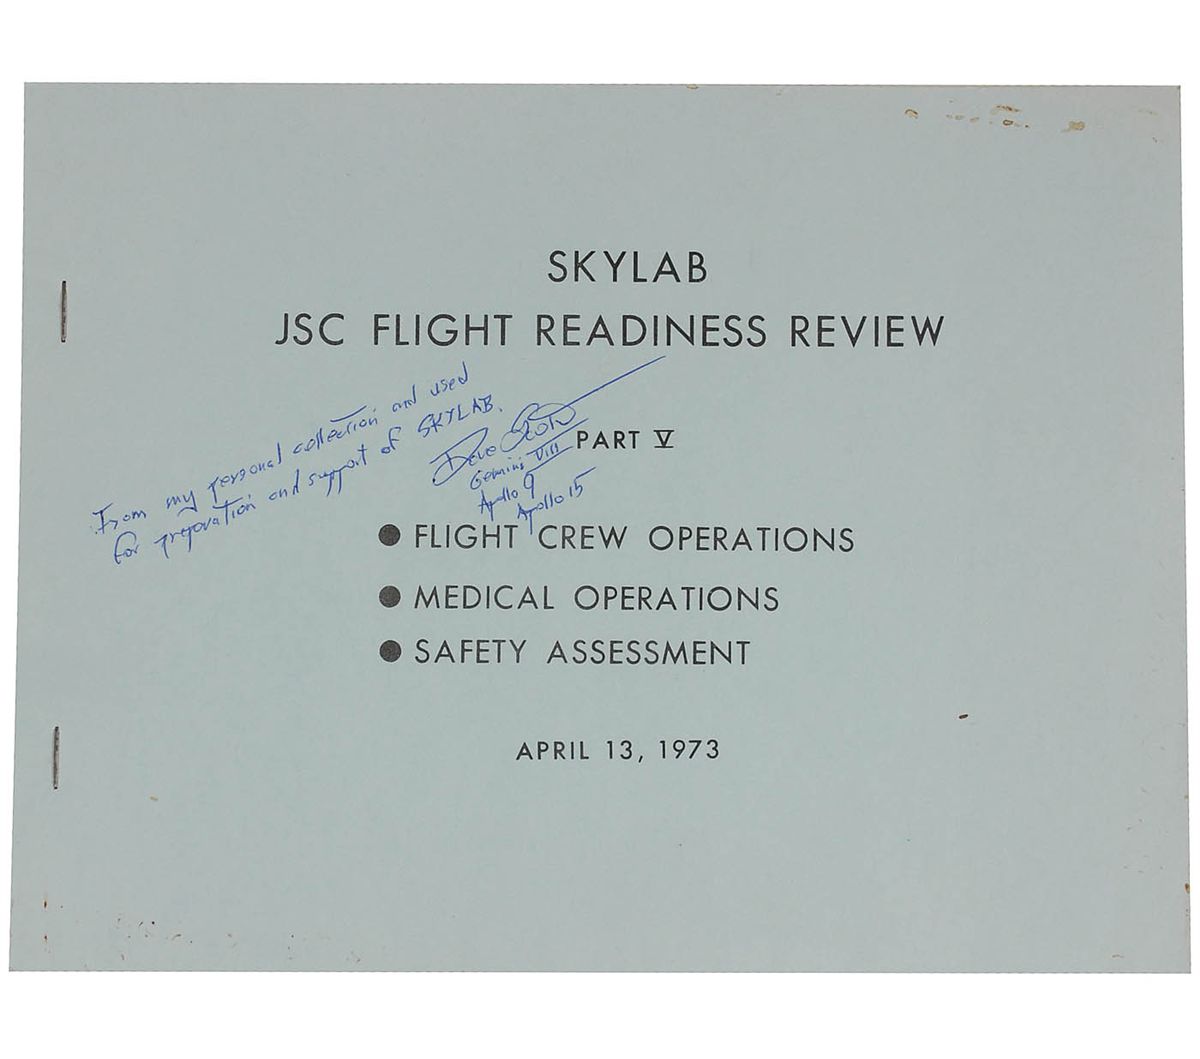 SKYLAB
JSC FLIGHT READINESS REVIEW
From my personal collection and used
for preparation and support of SKYLAB.
Dave Scott
Gemini VIII
Apollo 9
Apollo 15
PART V
● FLIGHT CREW OPERATIONS
● MEDICAL OPERATIONS
● SAFETY ASSESSMENT
APRIL 13, 1973